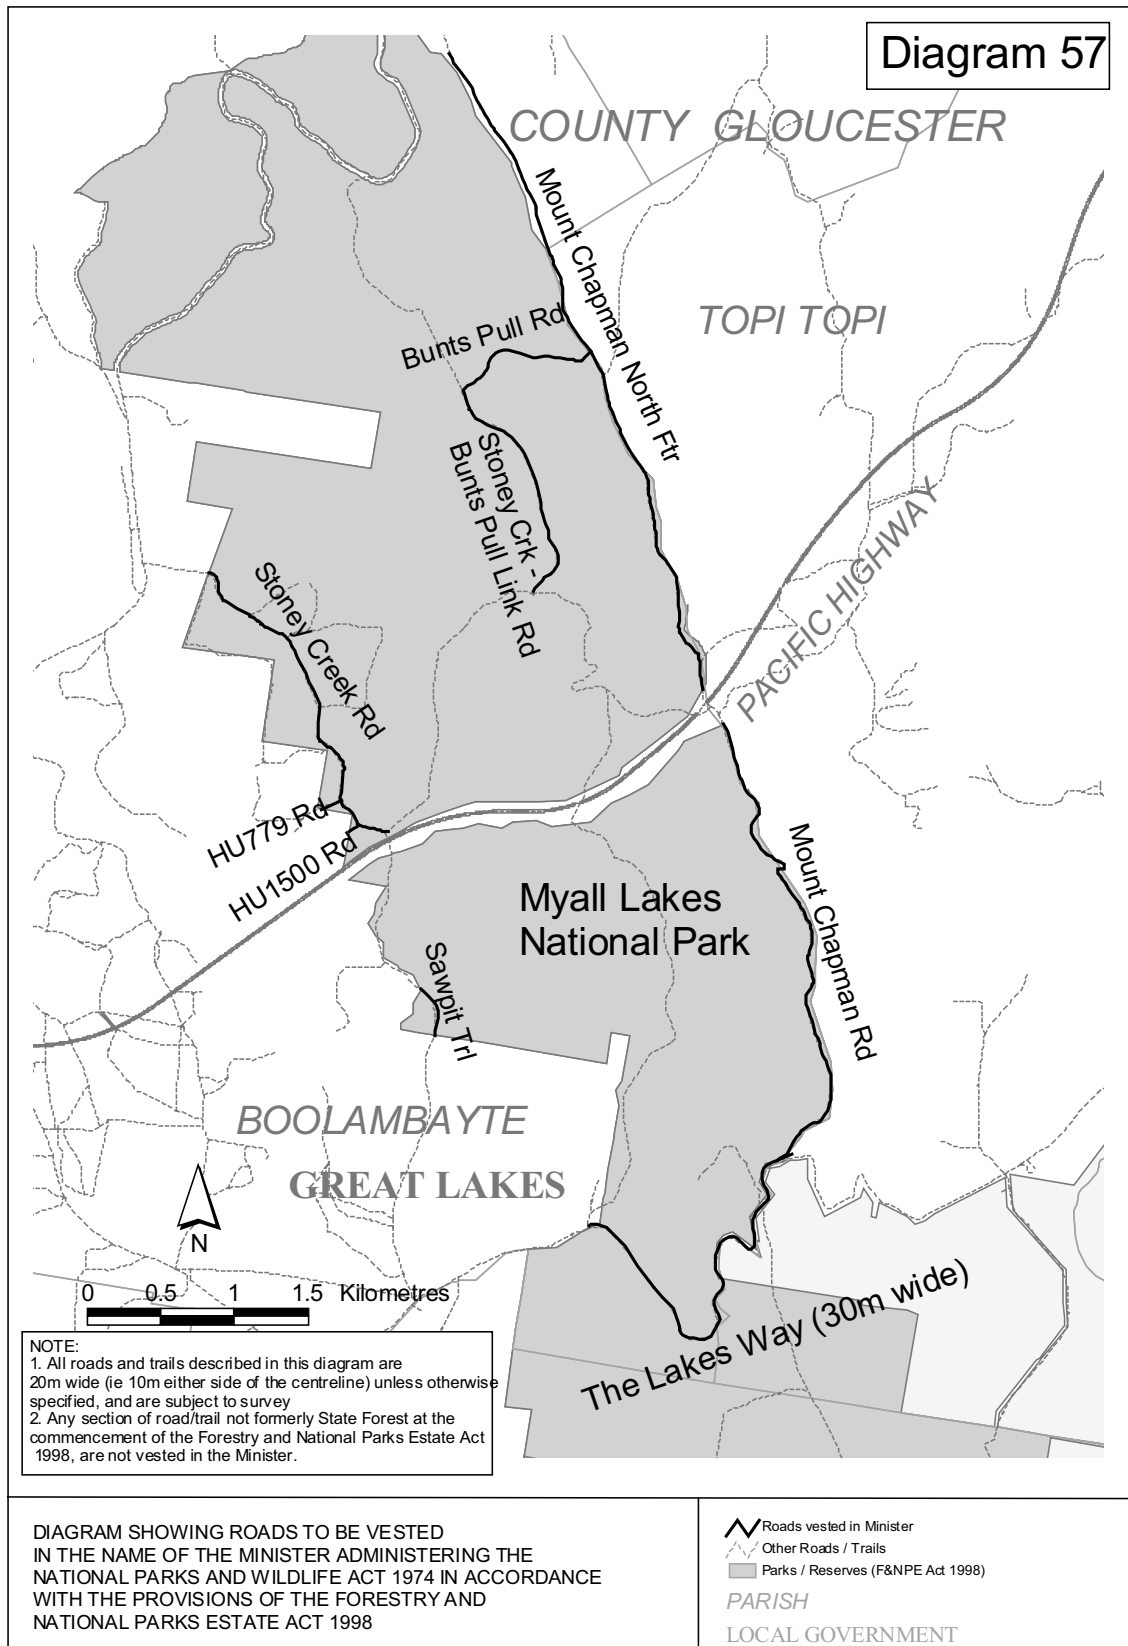 Diagram 57
COUNTY GLOUCESTER
Mount Chapman North Ftr
TOPI TOPI
Bunts Pull Rd
Stoney Crk -
Bunts Pull Link Rd
PACIFIC HIGHWAY
Stoney Creek Rd
HU779 Rd
HU1500 Rd
Mount Chapman Rd
Myall Lakes
National Park
Sawpit Trl
BOOLAMBAYTE
GREAT LAKES
N
0 0.5 1 1.5 Kilometres
The Lakes Way (30m wide)
NOTE:
1. All roads and trails described in this diagram are
20m wide (ie 10m either side of the centreline) unless otherwise
specified, and are subject to survey
2. Any section of road/trail not formerly State Forest at the
commencement of the Forestry and National Parks Estate Act
1998, are not vested in the Minister.
DIAGRAM SHOWING ROADS TO BE VESTED
IN THE NAME OF THE MINISTER ADMINISTERING THE
NATIONAL PARKS AND WILDLIFE ACT 1974 IN ACCORDANCE
WITH THE PROVISIONS OF THE FORESTRY AND
NATIONAL PARKS ESTATE ACT 1998
Roads vested in Minister
Other Roads / Trails
Parks / Reserves (F&NPE Act 1998)
PARISH
LOCAL GOVERNMENT